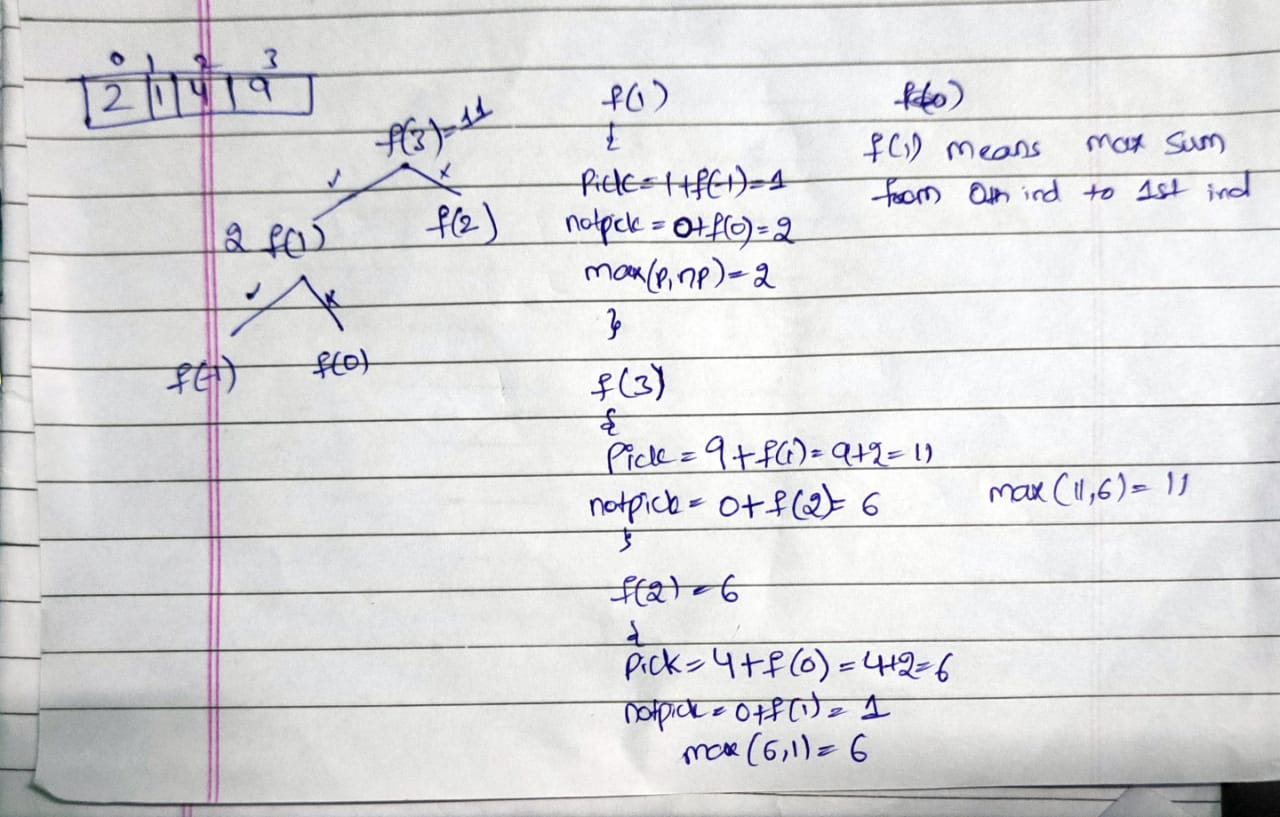 0 1 2 3
2 1 4 9
f(3)=11
✓ x
2 f(1) f(2)
✓ x
f(-1) f(0)
f(1)
{
Pick = 1+f(-1)=1
notpick = 0+f(0)=2
max(p,np)=2
}
f(3)
{
Pick = 9+f(1)=9+2=11
notpick = 0+f(2)= 6
}
max(11,6)=11
f(2)=6
{
pick=4+f(0)=4+2=6
notpick=0+f(1)=1
max(6,1)=6
f(1) means max sum
from 0th ind to 1st ind